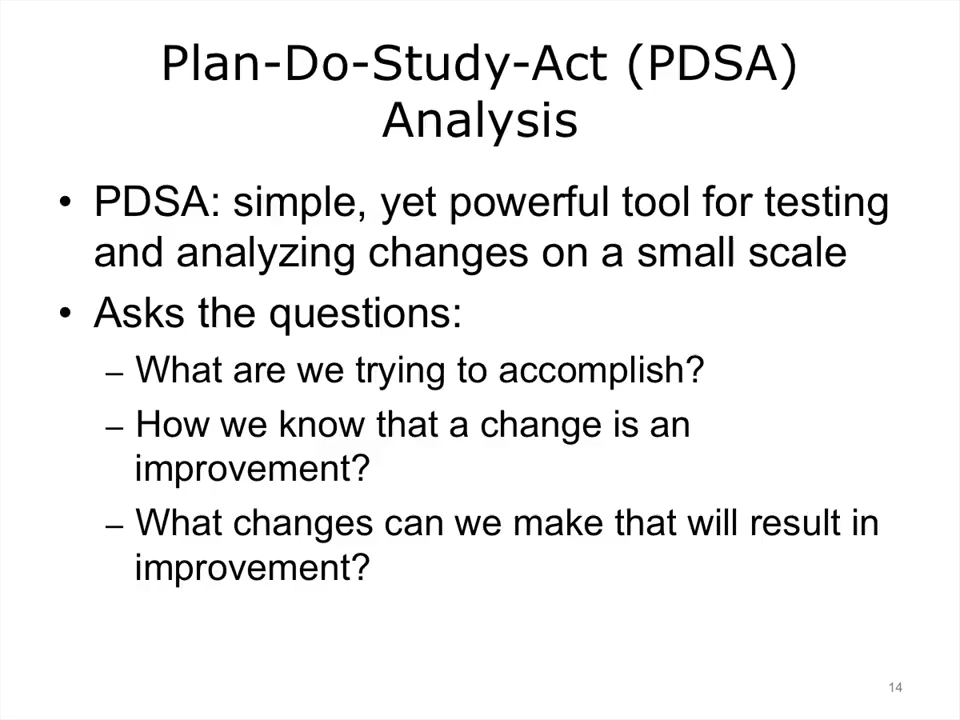 Plan-Do-Study-Act (PDSA)
Analysis
• PDSA: simple, yet powerful tool for testing
and analyzing changes on a small scale
• Asks the questions:
– What are we trying to accomplish?
– How we know that a change is an
improvement?
– What changes can we make that will result in
improvement?
14